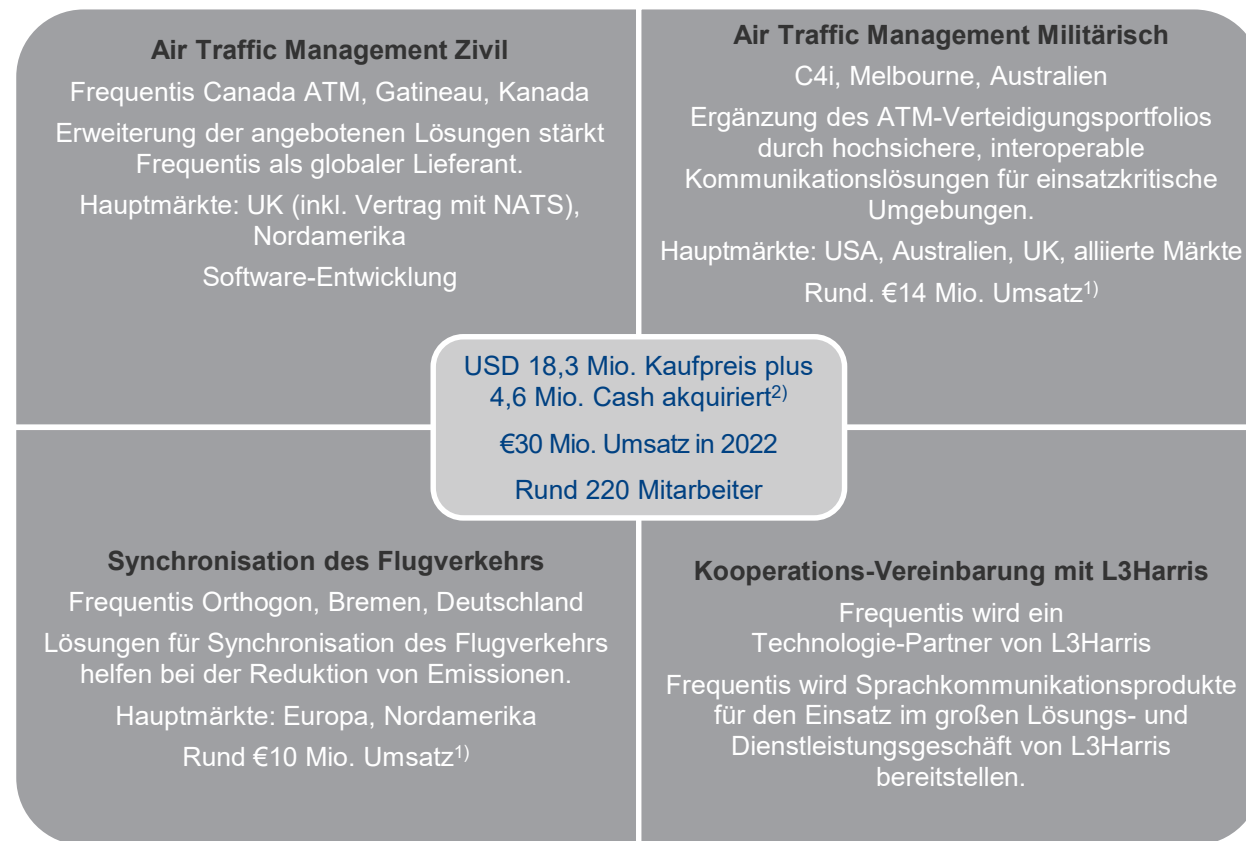 Air Traffic Management Zivil
Frequentis Canada ATM, Gatineau, Kanada
Erweiterung der angebotenen Lösungen stärkt
Frequentis als globaler Lieferant.
Hauptmärkte: UK (inkl. Vertrag mit NATS),
Nordamerika
Software-Entwicklung
Air Traffic Management Militärisch
C4i, Melbourne, Australien
Ergänzung des ATM-Verteidigungsportfolios
durch hochsichere, interoperable
Kommunikationslösungen für einsatzkritische
Umgebungen.
Hauptmärkte: USA, Australien, UK, alliierte Märkte
Rund. €14 Mio. Umsatz1)
USD 18,3 Mio. Kaufpreis plus
4,6 Mio. Cash akquiriert2)
€30 Mio. Umsatz in 2022
Rund 220 Mitarbeiter
Synchronisation des Flugverkehrs
Frequentis Orthogon, Bremen, Deutschland
Lösungen für Synchronisation des Flugverkehrs
helfen bei der Reduktion von Emissionen.
Hauptmärkte: Europa, Nordamerika
Rund €10 Mio. Umsatz1)
Kooperations-Vereinbarung mit L3Harris
Frequentis wird ein
Technologie-Partner von L3Harris
Frequentis wird Sprachkommunikationsprodukte
für den Einsatz im großen Lösungs- und
Dienstleistungsgeschäft von L3Harris
bereitstellen.